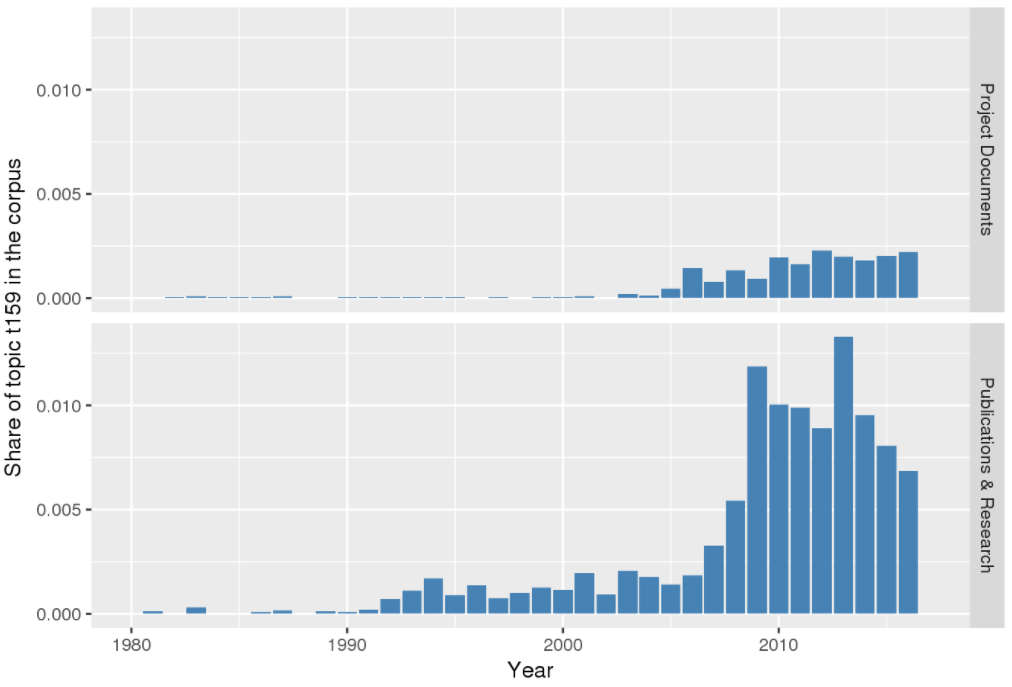 Share of topic t159 in the corpus
0.010
0.005
0.000
Project Documents
0.010
0.005
0.000
Publications & Research
1980 1990 2000 2010
Year